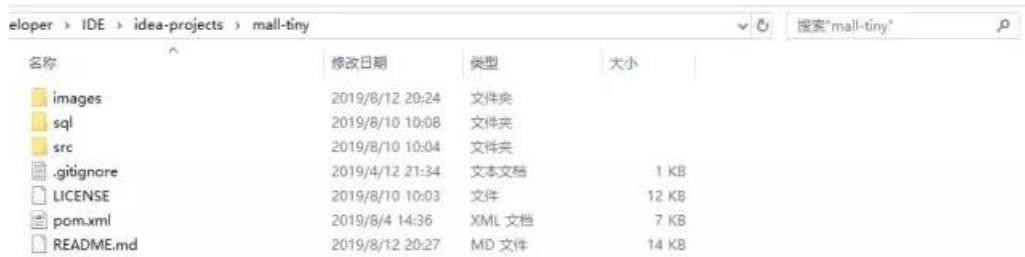 eloper > IDE > idea-projects > mall-tiny 搜索"mall-tiny"
名称 修改日期 类型 大小
images 2019/8/12 20:24 文件夹
sql 2019/8/10 10:08 文件夹
src 2019/8/10 10:04 文件夹
.gitignore 2019/4/12 21:34 文本文档 1 KB
LICENSE 2019/8/10 10:03 文件 12 KB
pom.xml 2019/8/4 14:36 XML 文档 7 KB
README.md 2019/8/12 20:27 MD 文件 14 KB